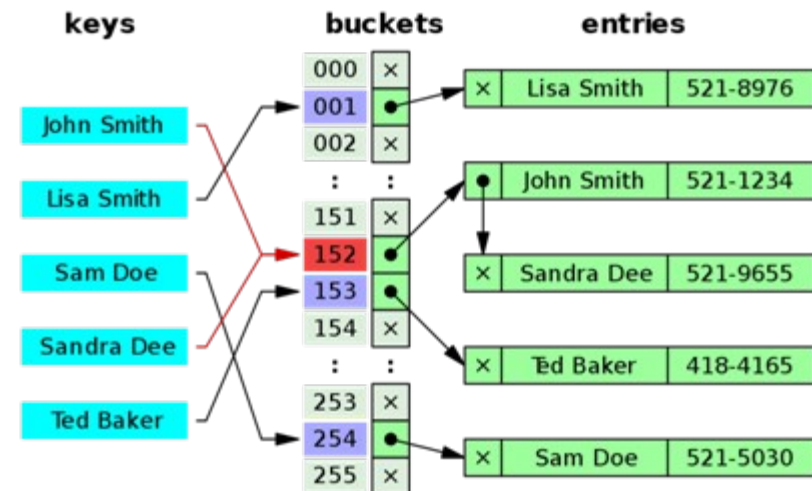 keys buckets entries
000 ×
× Lisa Smith 521-8976
001
John Smith
002 ×
: :
× John Smith 521-1234
Lisa Smith
151 ×
152
Sam Doe
× Sandra Dee 521-9655
153
154 ×
Sandra Dee
: :
× Ted Baker 418-4165
253 ×
Ted Baker
254
× Sam Doe 521-5030
255 ×